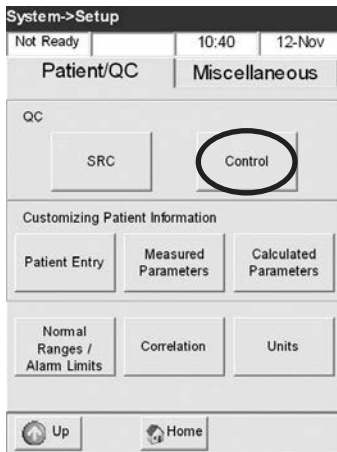 System->Setup
Not Ready 10:40 12-Nov
Patient/QC Miscellaneous
QC
SRC Control
Customizing Patient Information
Patient Entry
Measured Parameters
Calculated Parameters
Normal Ranges / Alarm Limits
Correlation
Units
Up Home